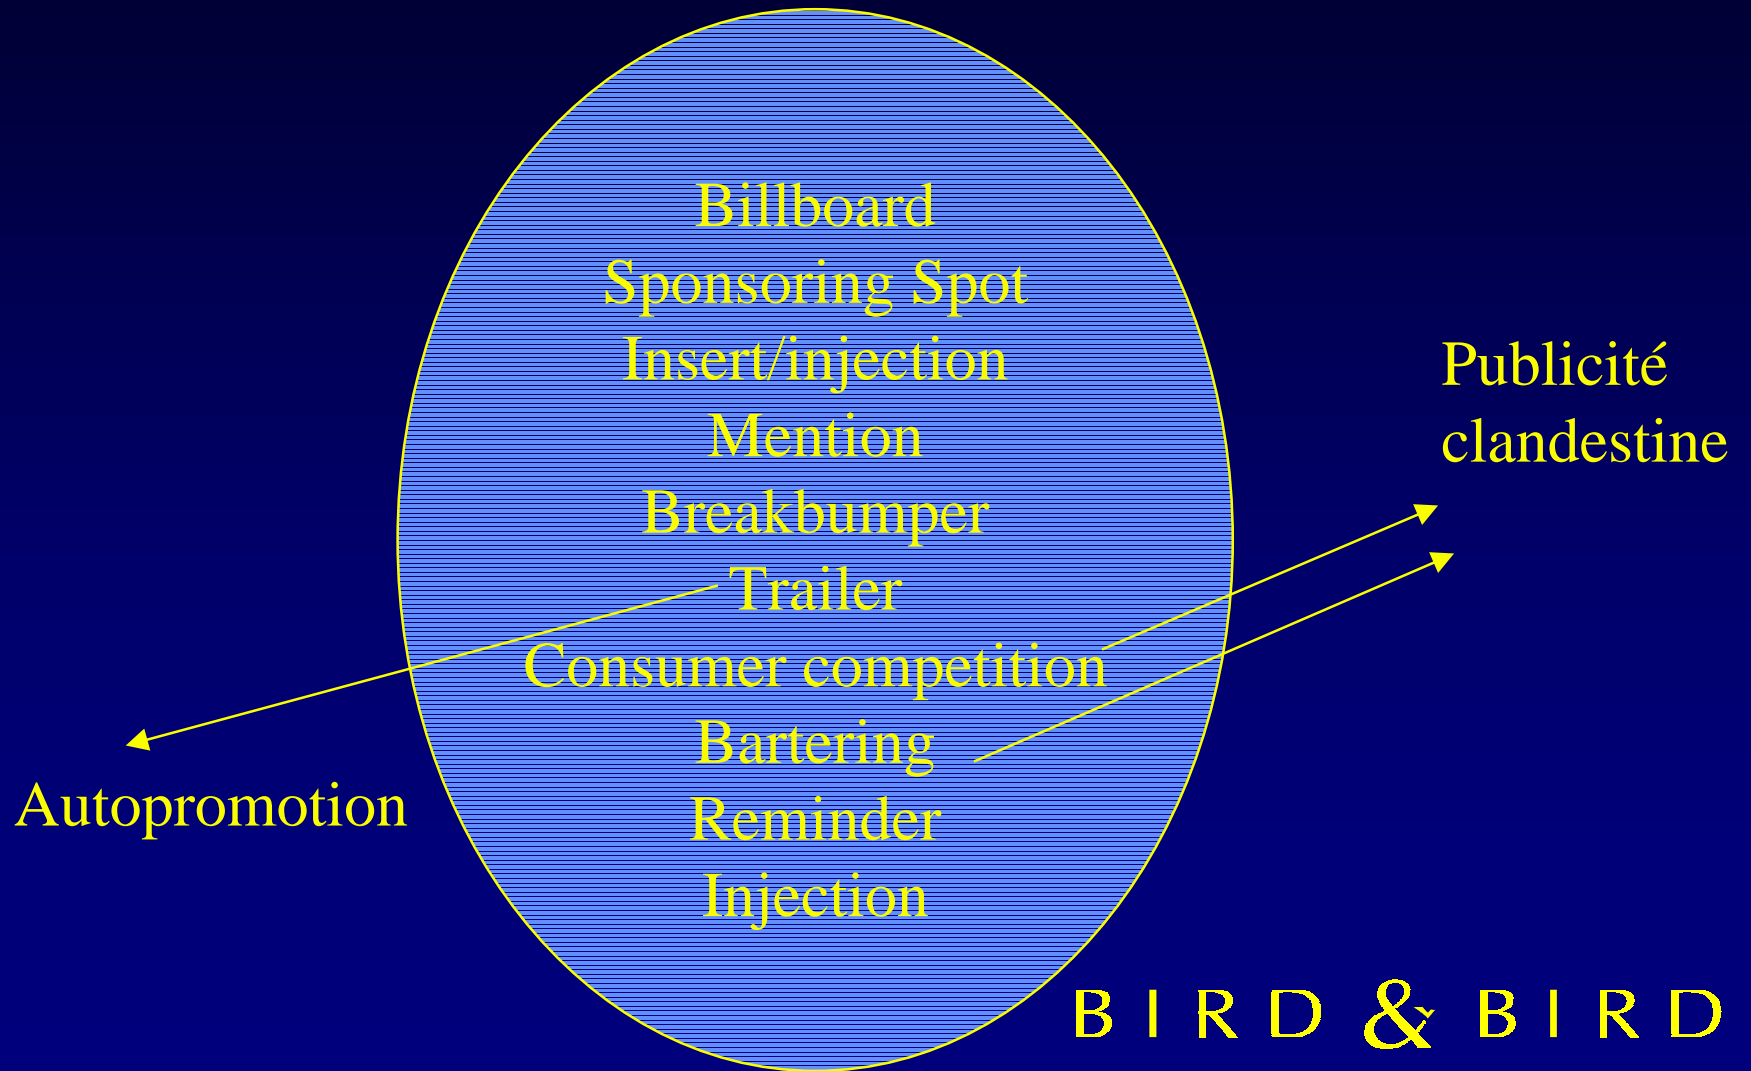 Billboard
Sponsoring Spot
Insert/injection
Mention
Breakbumper
Trailer
Consumer competition
Bartering
Reminder
Injection
Publicité
clandestine
Autopromotion
BIRD & BIRD